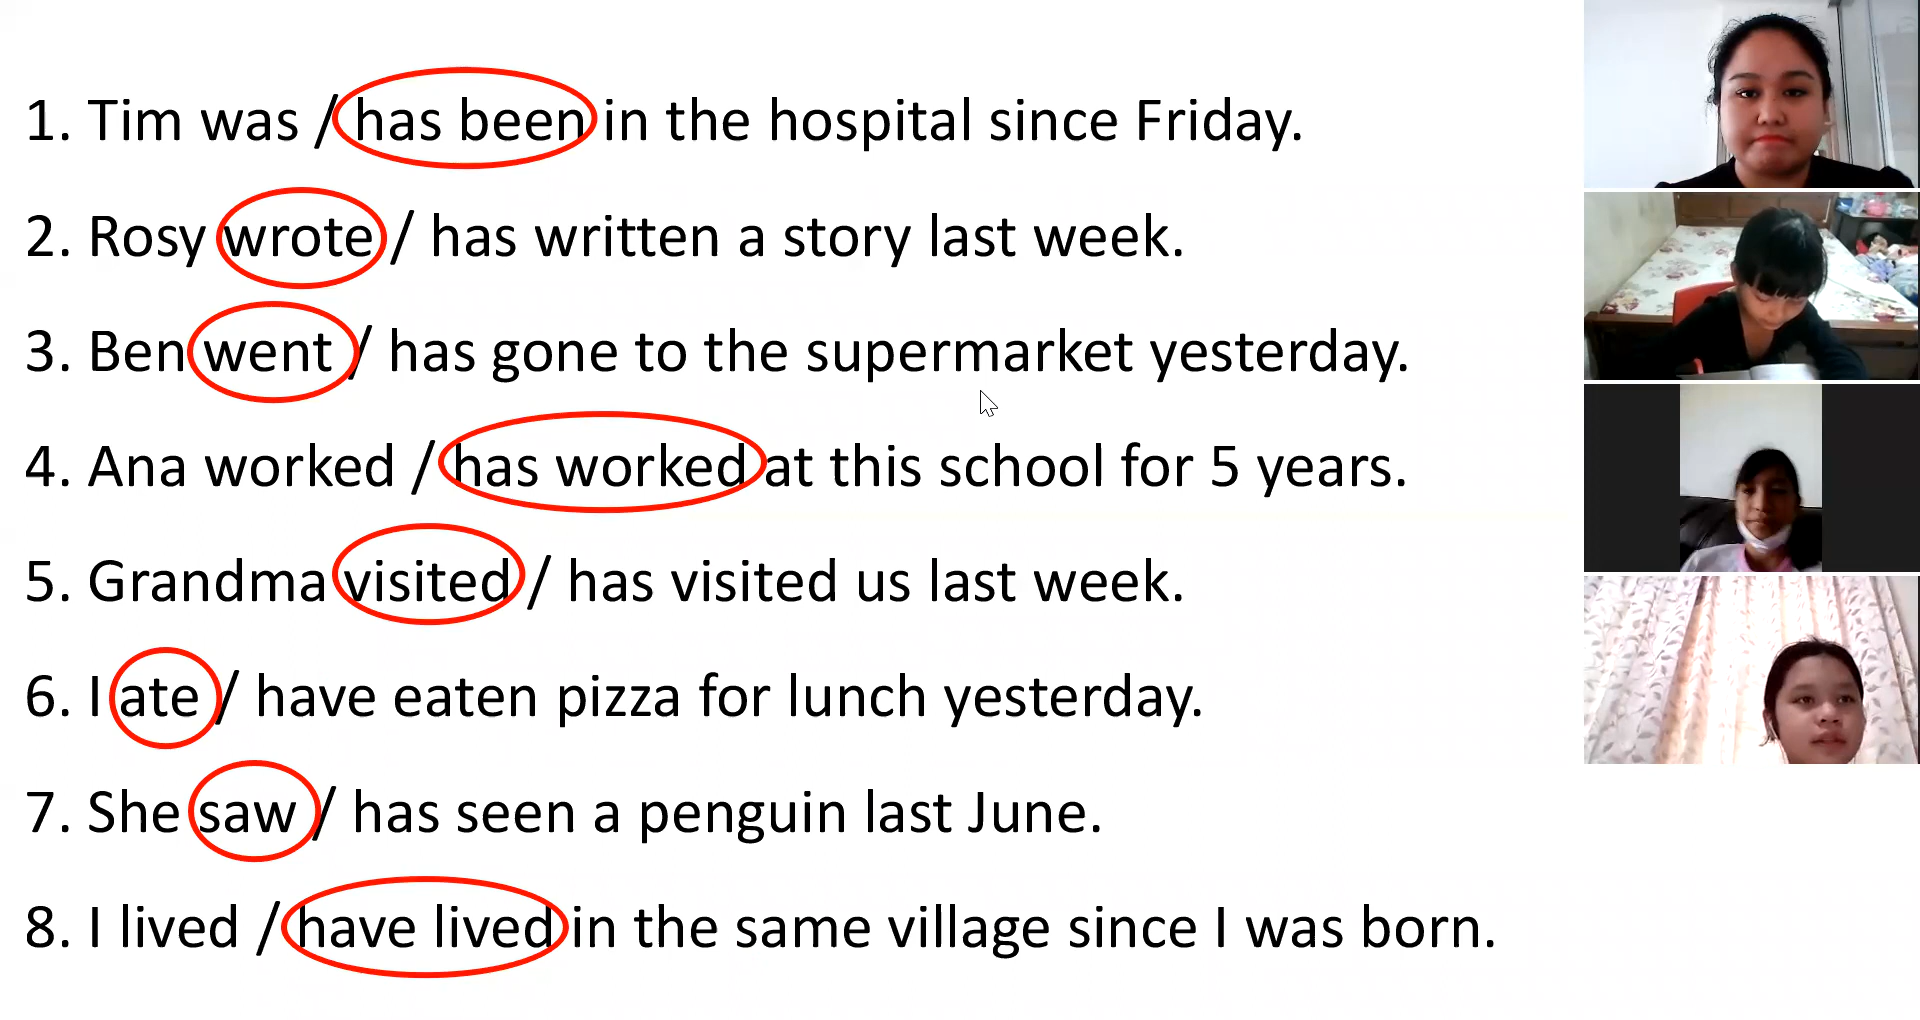 1. Tim was / has been in the hospital since Friday.
2. Rosy wrote / has written a story last week.
3. Ben went / has gone to the supermarket yesterday.
4. Ana worked / has worked at this school for 5 years.
5. Grandma visited / has visited us last week.
6. I ate / have eaten pizza for lunch yesterday.
7. She saw / has seen a penguin last June.
8. I lived / have lived in the same village since I was born.